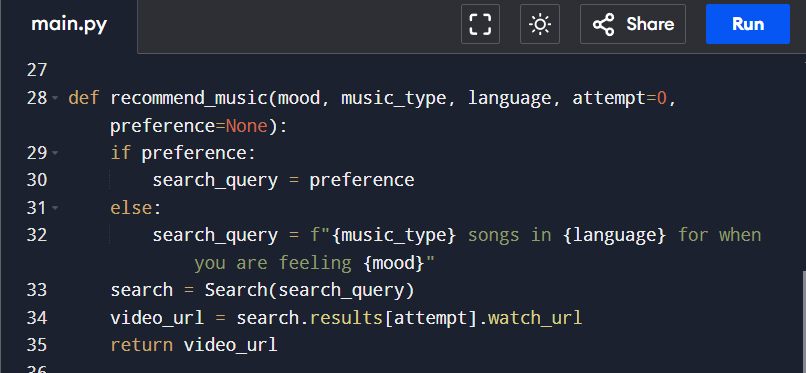 main.py
Share
Run
27
28 def recommend_music(mood, music_type, language, attempt=0,
preference=None):
29 if preference:
30 search_query = preference
31 else:
32 search_query = f"{music_type} songs in {language} for when
you are feeling {mood}"
33 search = Search(search_query)
34 video_url = search.results[attempt].watch_url
35 return video_url
36